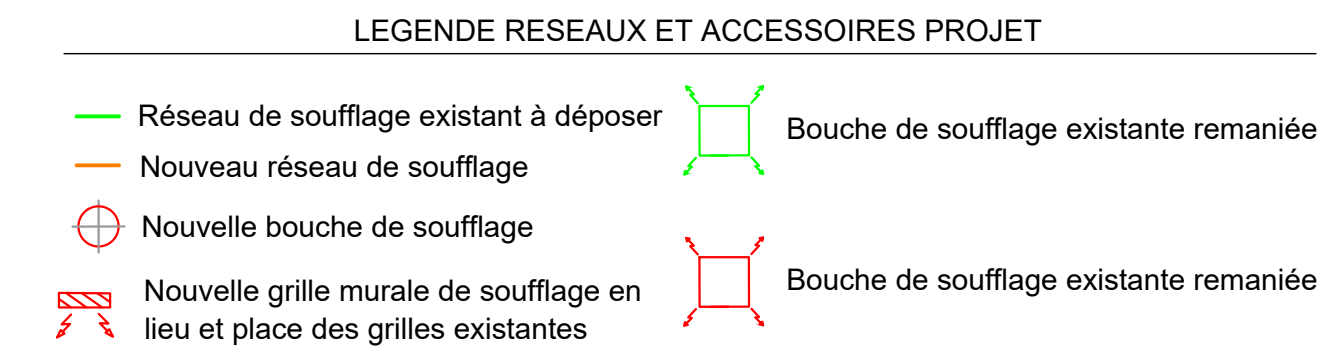 LEGENDE RESEAUX ET ACCESSOIRES PROJET
Réseau de soufflage existant à déposer
Nouveau réseau de soufflage
Nouvelle bouche de soufflage
Nouvelle grille murale de soufflage en
lieu et place des grilles existantes
Bouche de soufflage existante remaniée
Bouche de soufflage existante remaniée